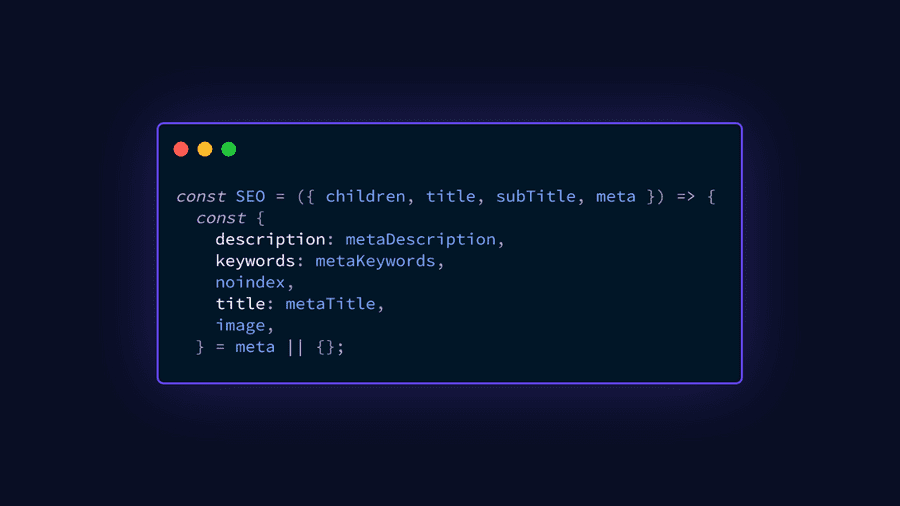 const SEO = ({ children, title, subTitle, meta }) => {
  const {
    description: metaDescription,
    keywords: metaKeywords,
    noindex,
    title: metaTitle,
    image,
  } = meta || {};